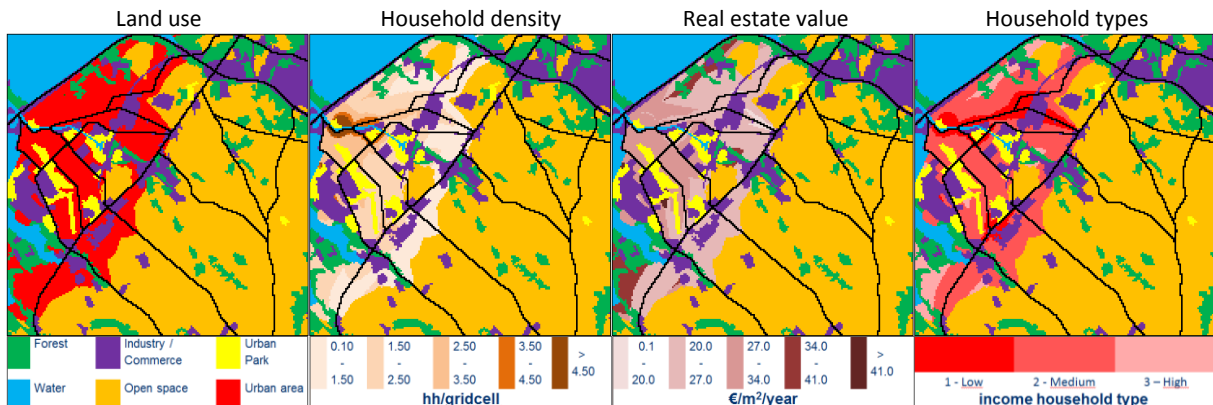 Land use
Household density
Real estate value
Household types
Forest
Industry /
Commerce
Urban
Park
Water
Open space
Urban area
0.10
-
1.50
1.50
-
2.50
2.50
-
3.50
3.50
-
4.50
>
4.50
hh/gridcell
0.1
-
20.0
20.0
-
27.0
27.0
-
34.0
34.0
-
41.0
>
41.0
€/m²/year
1 - Low
2 - Medium
3 – High
income household type